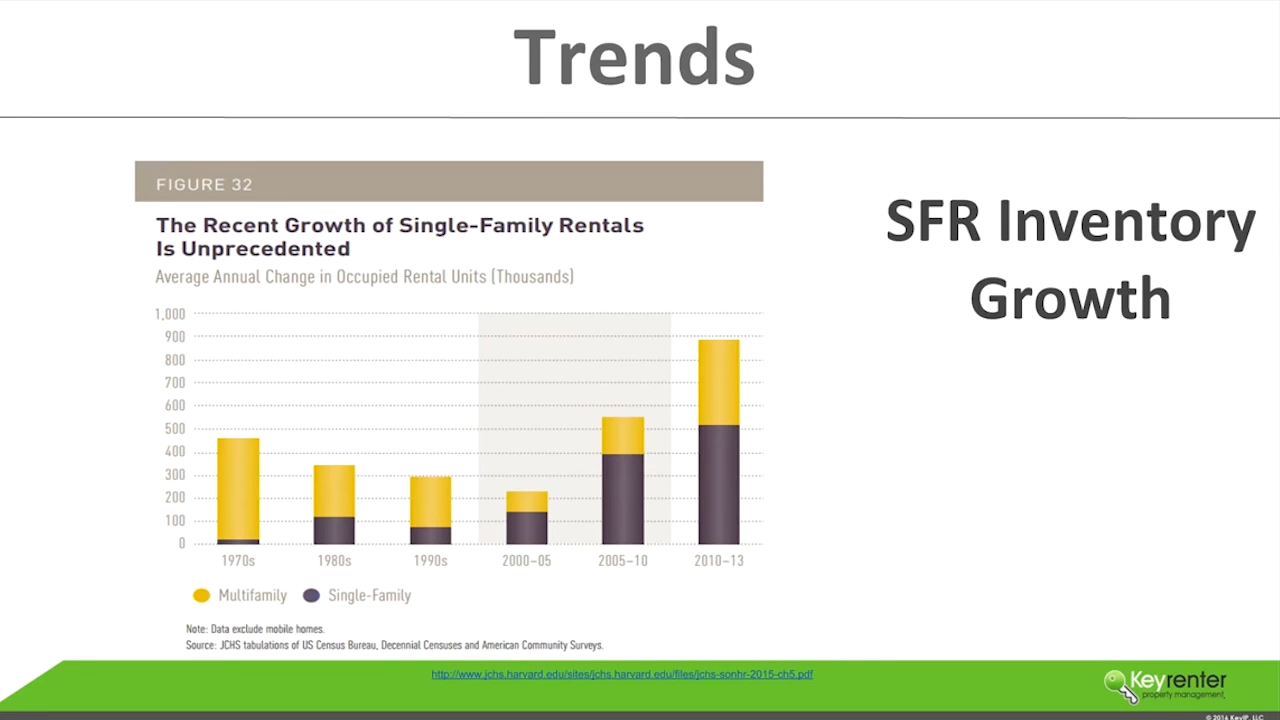 Trends
FIGURE 32
The Recent Growth of Single-Family Rentals
Is Unprecedented
Average Annual Change in Occupied Rental Units (Thousands)
1,000
900
800
700
600
500
400
300
200
100
0
1970s 1980s 1990s 2000–05 2005–10 2010–13
Multifamily Single-Family
Note: Data exclude mobile homes.
Source: JCHS tabulations of US Census Bureau, Decennial Censuses and American Community Surveys.
SFR Inventory
Growth
http://www.jchs.harvard.edu/sites/jchs.harvard.edu/files/jchs-sonhr-2015-ch5.pdf
Keyrenter
property management
© 2016 KeyIP, LLC